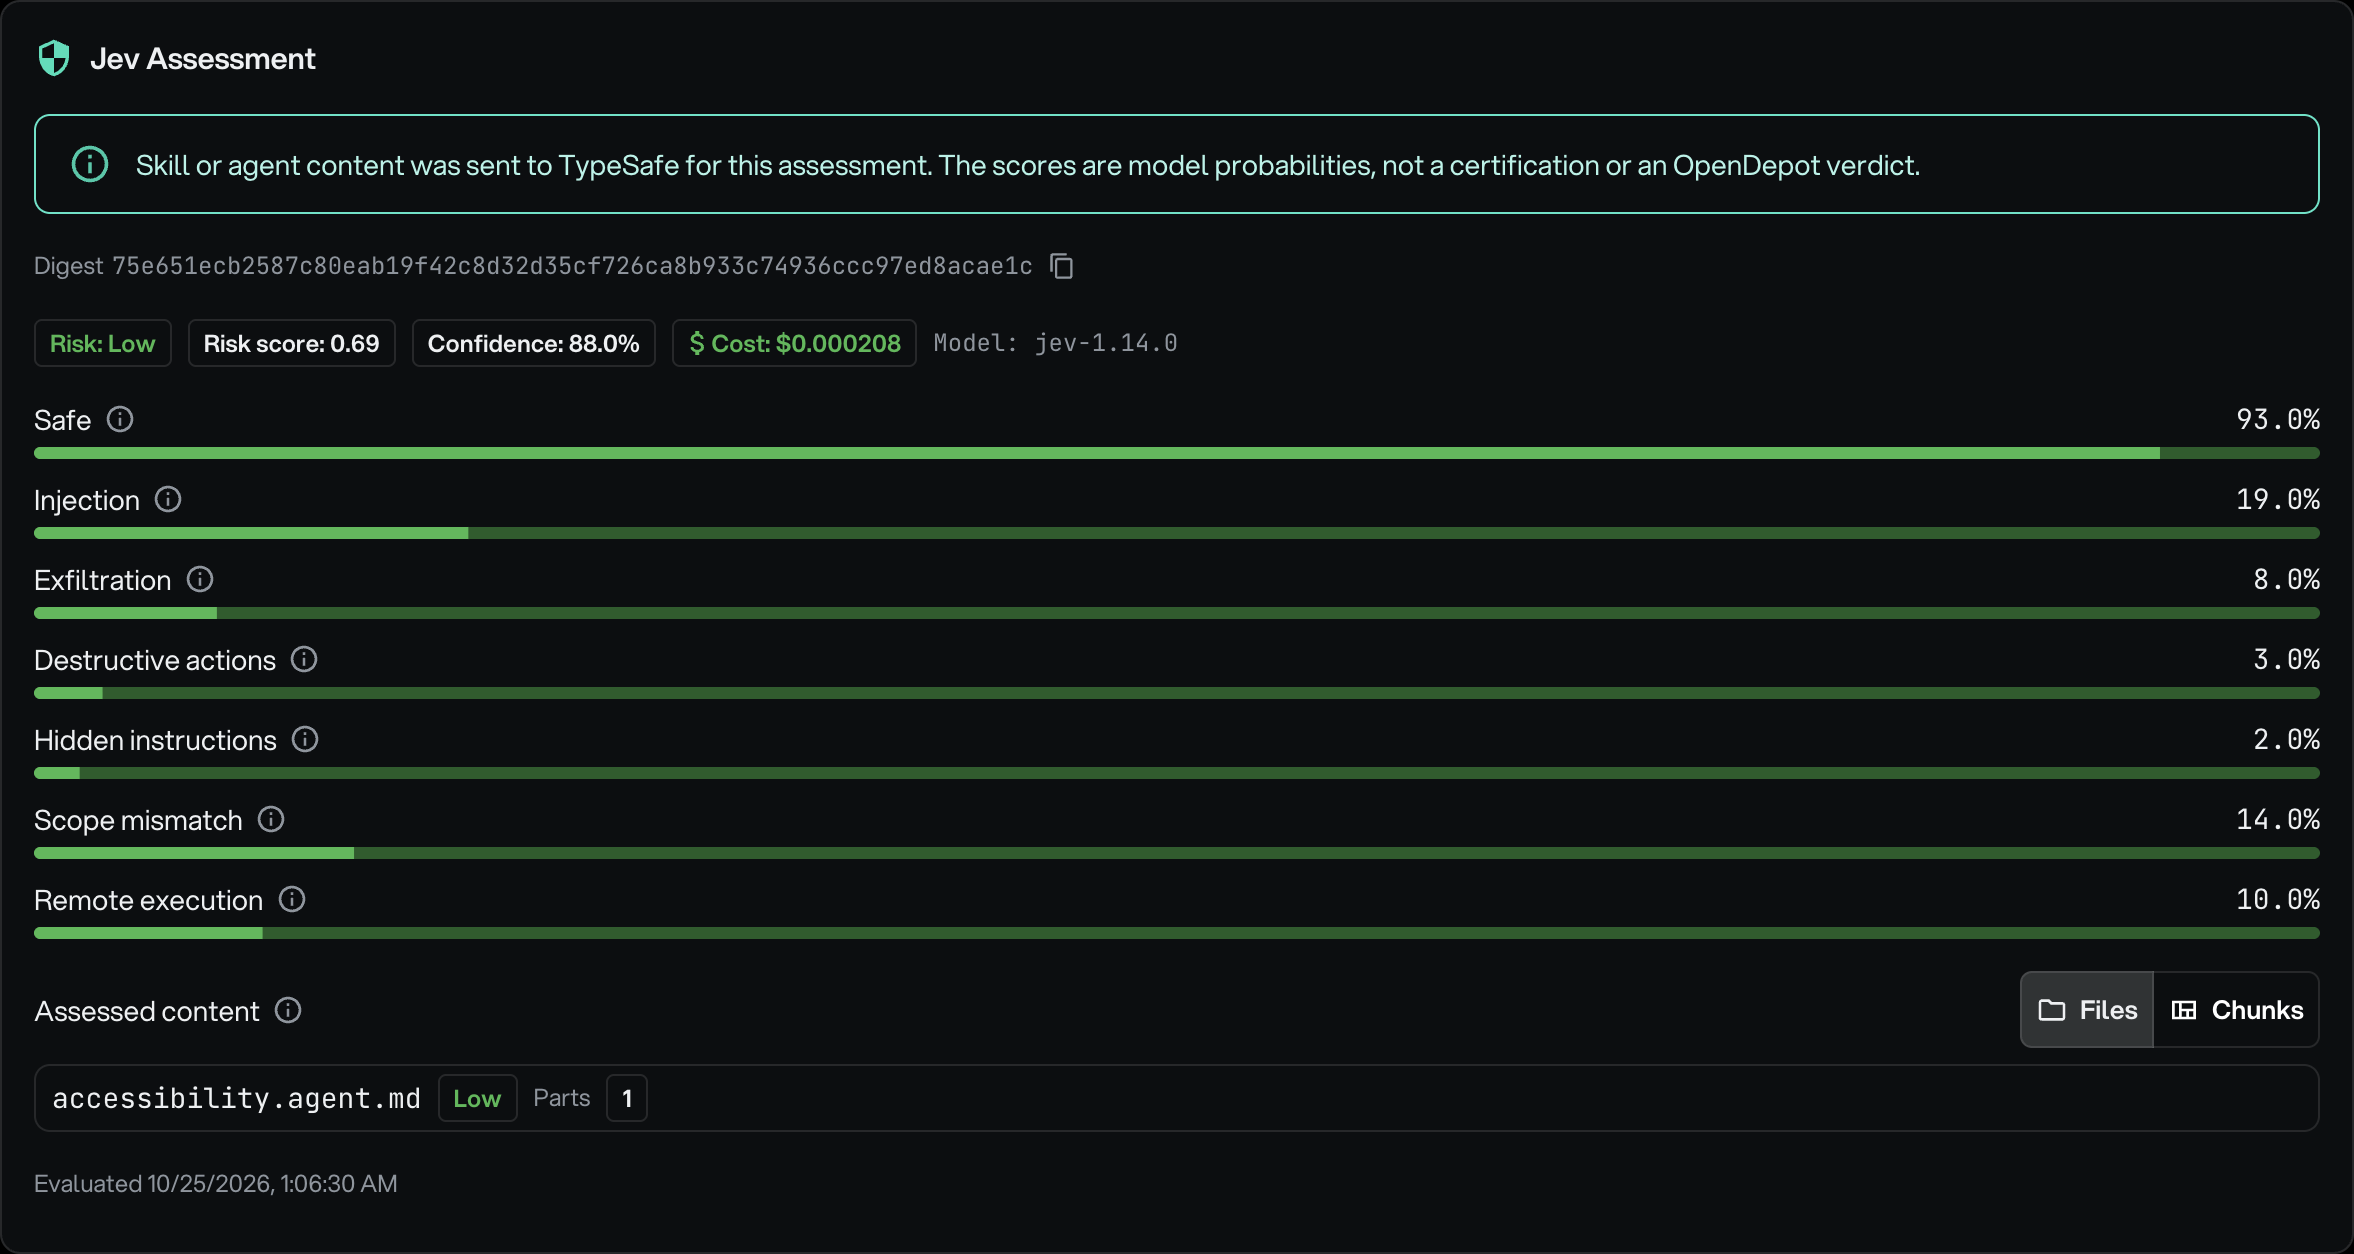 Jev Assessment
Skill or agent content was sent to TypeSafe for this assessment. The scores are model probabilities, not a certification or an OpenDepot verdict.
Digest 75e651ecb2587c80eab19f42c8d32d35cf726ca8b933c74936ccc97ed8acae1c
Risk: Low Risk score: 0.69 Confidence: 88.0% $ Cost: $0.000208 Model: jev-1.14.0
Safe 93.0%
Injection 19.0%
Exfiltration 8.0%
Destructive actions 3.0%
Hidden instructions 2.0%
Scope mismatch 14.0%
Remote execution 10.0%
Assessed content Files Chunks
accessibility.agent.md Low Parts 1
Evaluated 10/25/2026, 1:06:30 AM